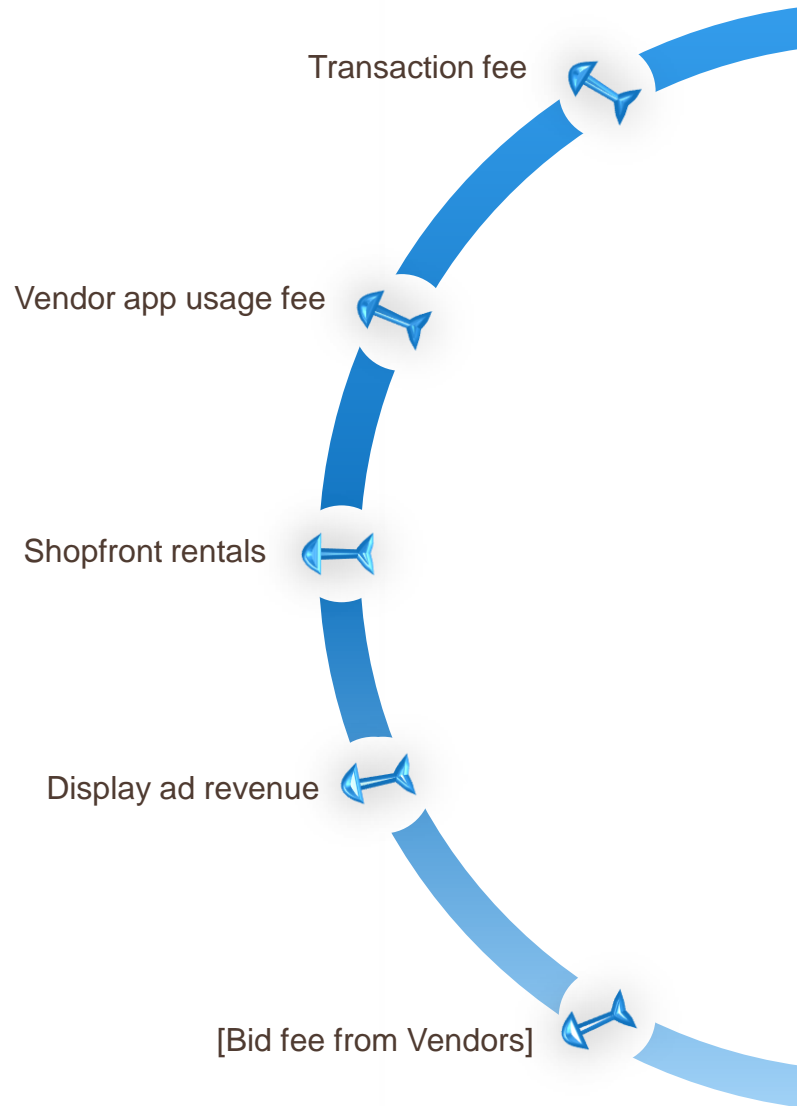 Transaction fee
Vendor app usage fee
Shopfront rentals
Display ad revenue
[Bid fee from Vendors]